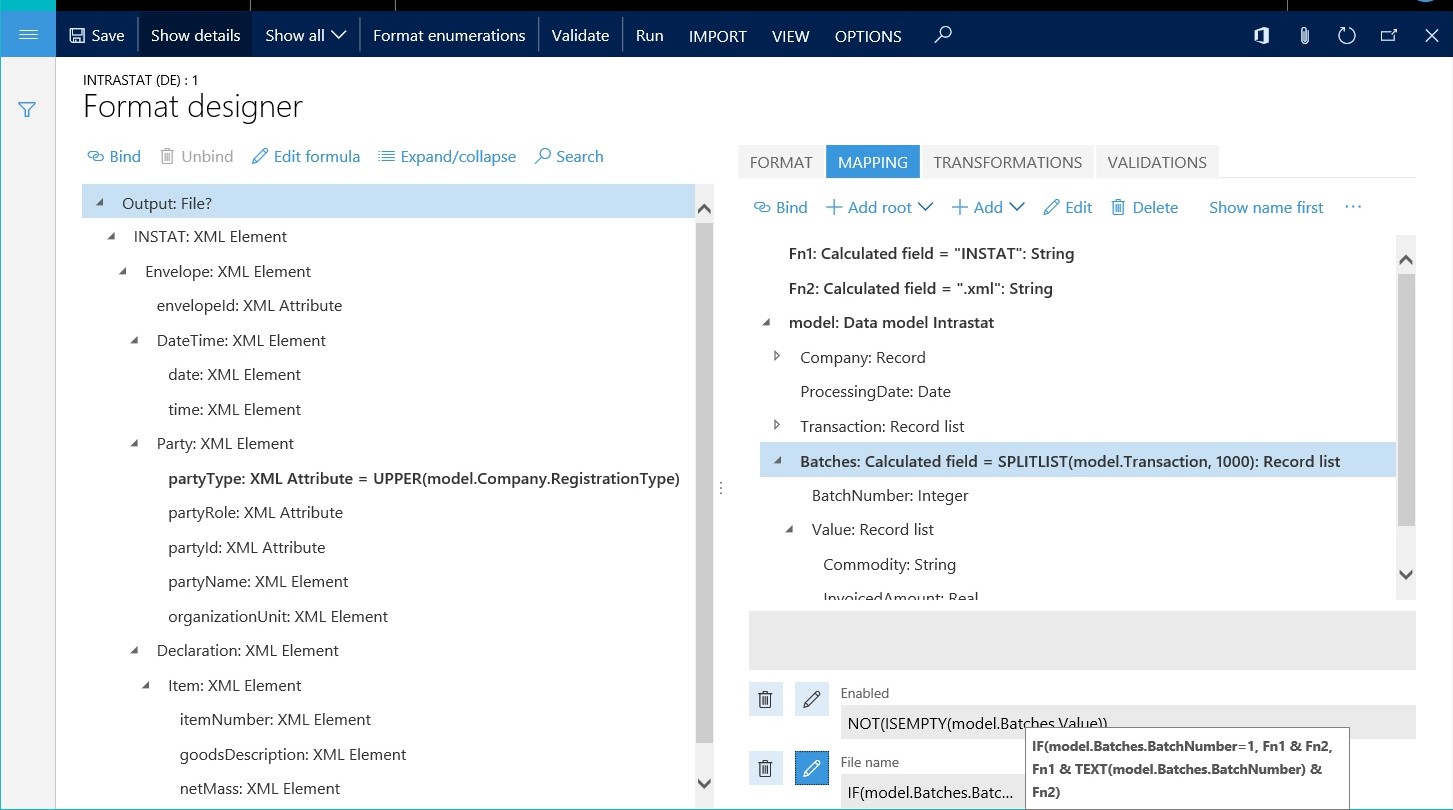 Save Show details Show all Format enumerations Validate Run IMPORT VIEW OPTIONS
INTRASTAT (DE) : 1
Format designer
Bind Unbind Edit formula Expand/collapse Search
Output: File?
INSTAT: XML Element
Envelope: XML Element
envelopeId: XML Attribute
DateTime: XML Element
date: XML Element
time: XML Element
Party: XML Element
partyType: XML Attribute = UPPER(model.Company.RegistrationType)
partyRole: XML Attribute
partyId: XML Attribute
partyName: XML Element
organizationUnit: XML Element
Declaration: XML Element
Item: XML Element
itemNumber: XML Element
goodsDescription: XML Element
netMass: XML Element
FORMAT MAPPING TRANSFORMATIONS VALIDATIONS
Bind Add root Add Edit Delete Show name first ...
Fn1: Calculated field = "INSTAT": String
Fn2: Calculated field = ".xml": String
model: Data model Intrastat
Company: Record
ProcessingDate: Date
Transaction: Record list
Batches: Calculated field = SPLITLIST(model.Transaction, 1000): Record list
BatchNumber: Integer
Value: Record list
Commodity: String
InvoicedAmount: Real
Enabled
NOT(ISEMPTY(model.Batches.Value))
File name
IF(model.Batches.Batc...
IF(model.Batches.BatchNumber=1, Fn1 & Fn2,
Fn1 & TEXT(model.Batches.BatchNumber) &
Fn2)